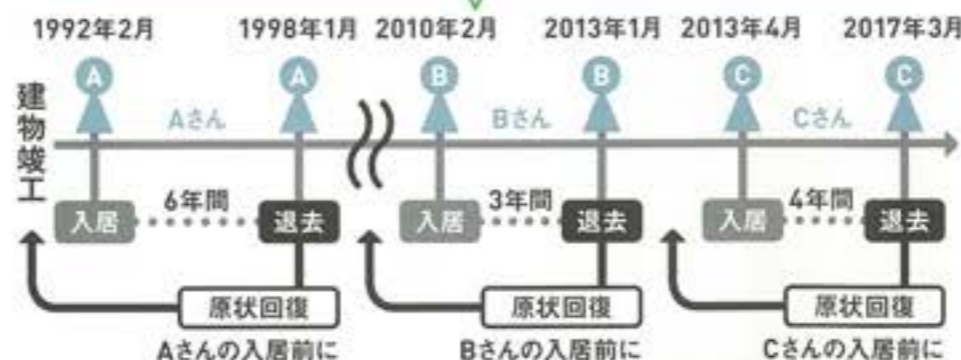 1992年2月 1998年1月 2010年2月 2013年1月 2013年4月 2017年3月
A A B B C C
建物竣工
Aさん Bさん Cさん
6年間 3年間 4年間
入居 退去 入居 退去 入居 退去
原状回復 原状回復 原状回復
Aさんの入居前に Bさんの入居前に Cさんの入居前に